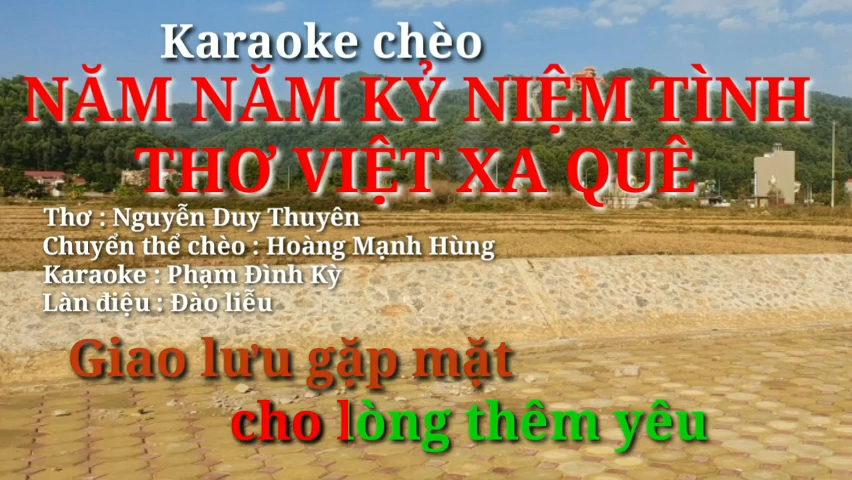 Karaoke chèo
NĂM NĂM KỶ NIỆM TÌNH
THƠ VIỆT XA QUÊ
Thơ : Nguyễn Duy Thuyên
Chuyển thể chèo : Hoàng Mạnh Hùng
Karaoke : Phạm Đình Kỳ
Làn điệu : Đào liễu
Giao lưu gặp mặt
cho lòng thêm yêu